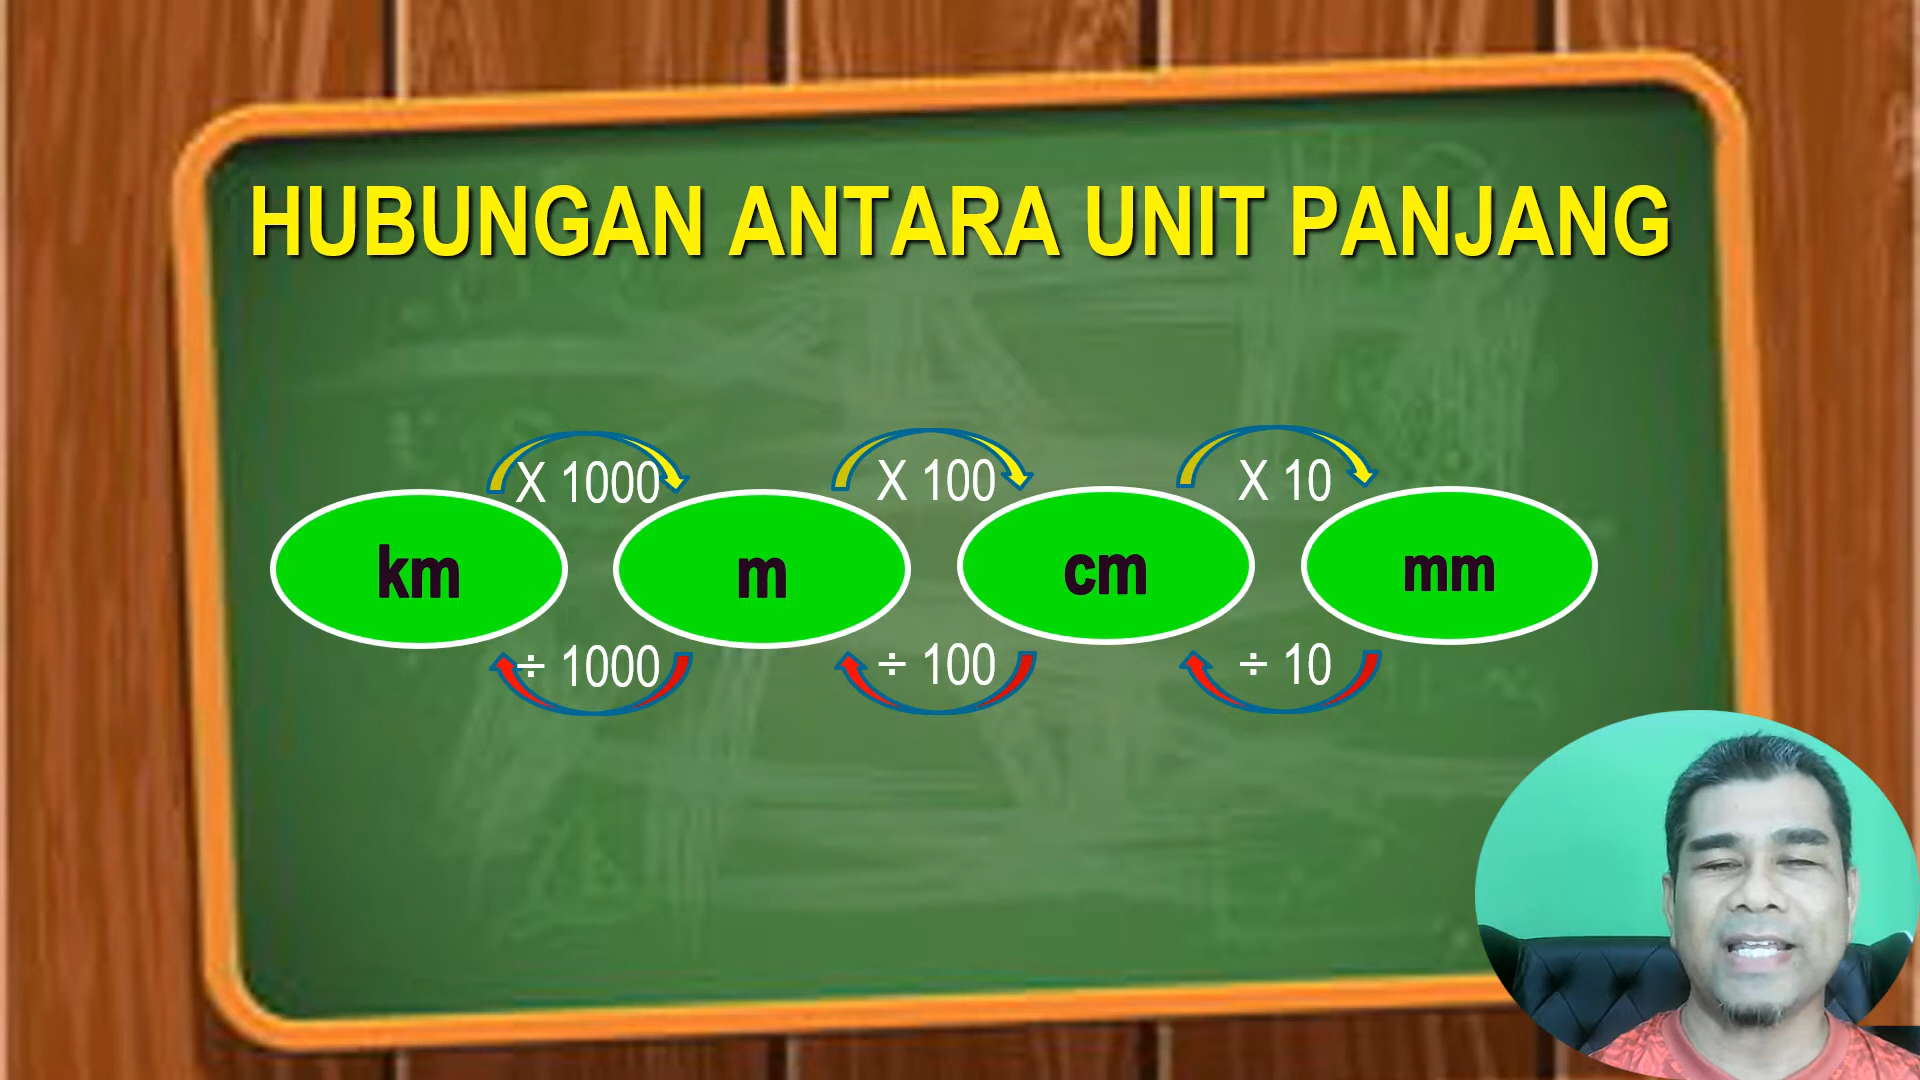 HUBUNGAN ANTARA UNIT PANJANG
X 1000 X 100 X 10
km m cm mm
÷ 1000 ÷ 100 ÷ 10